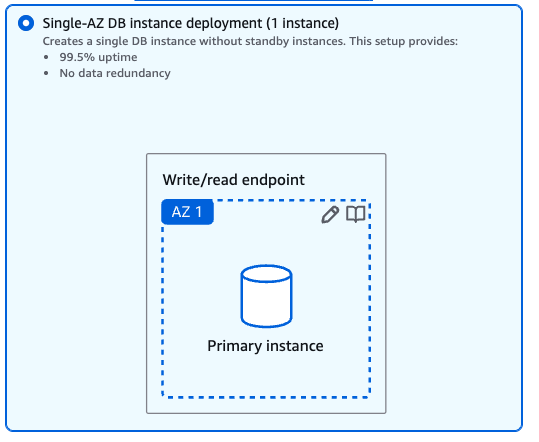 Single-AZ DB instance deployment (1 instance)
Creates a single DB instance without standby instances. This setup provides:
• 99.5% uptime
• No data redundancy
Write/read endpoint
AZ 1
Primary instance